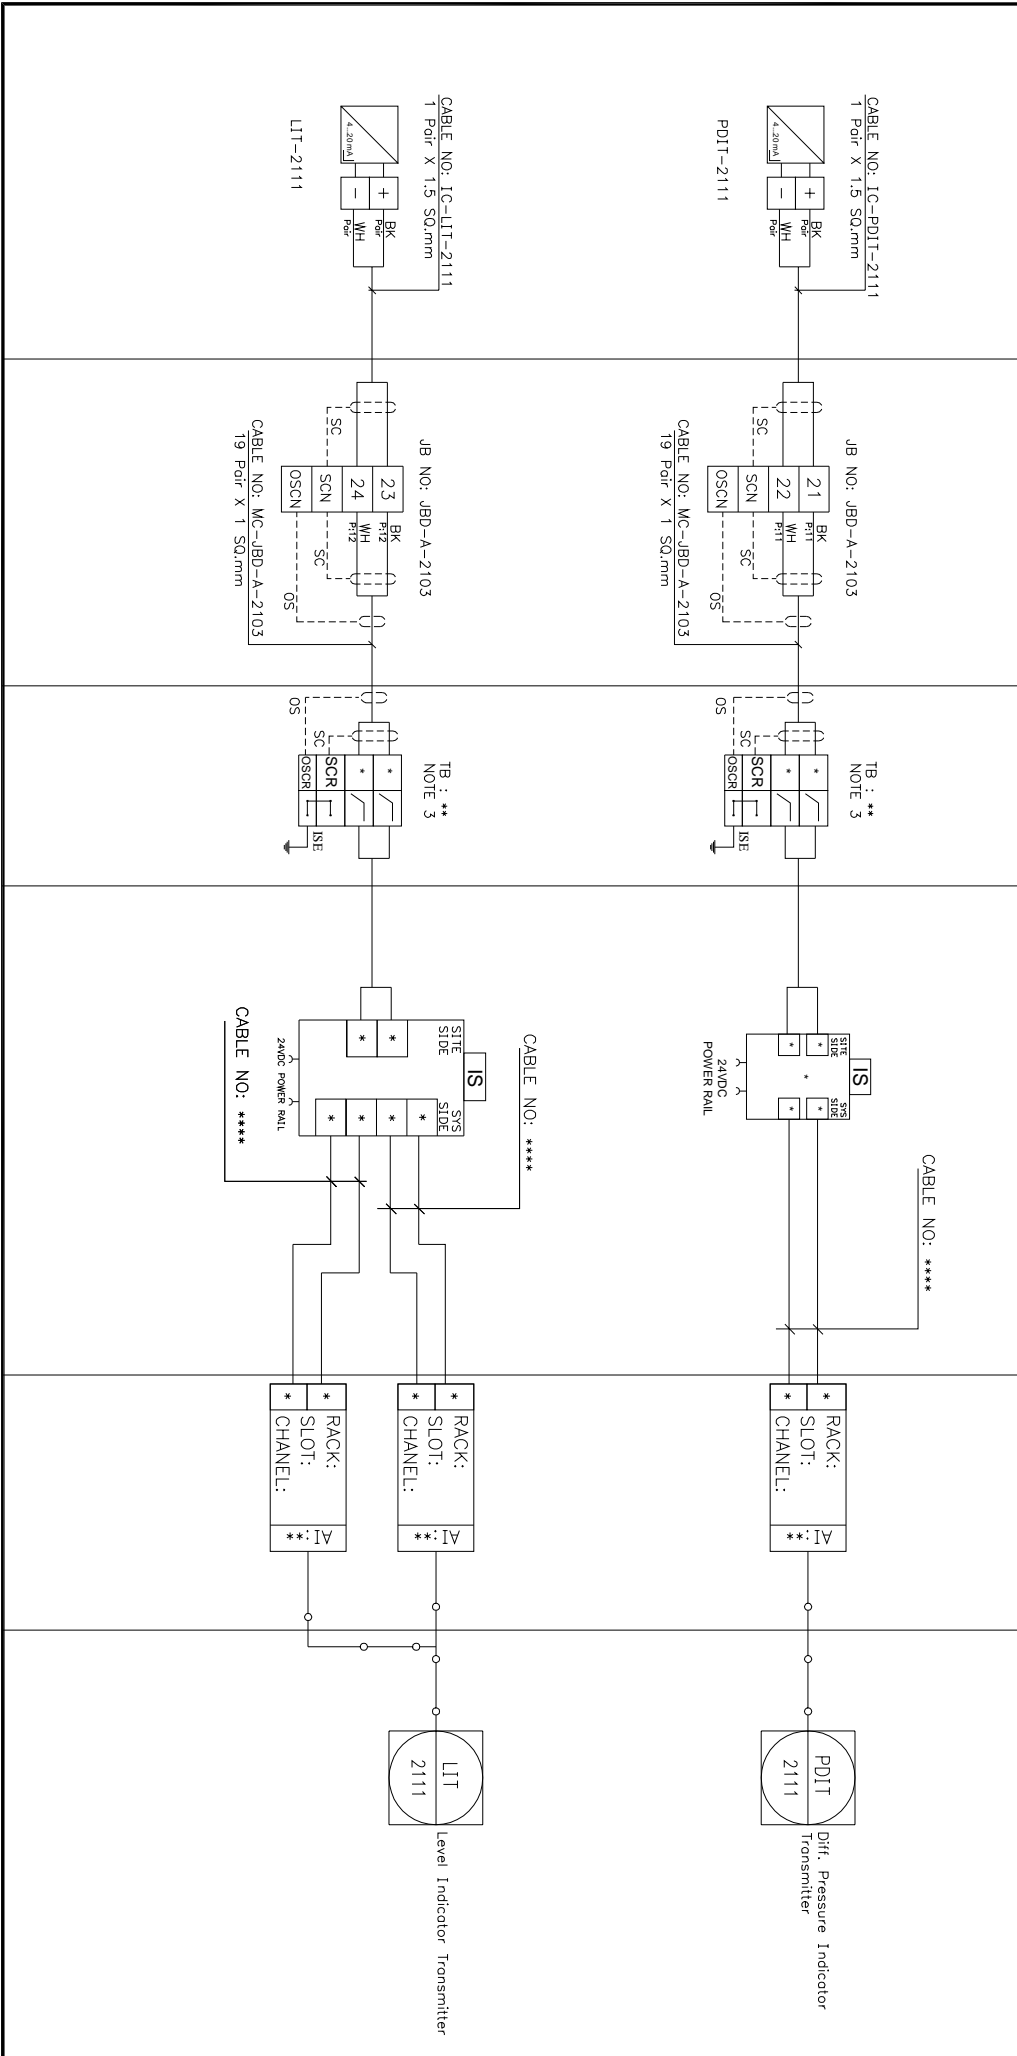 CABLE NO: IC-PDIT-2111
1 Pair X 1.5 SQ.mm
4...20mA
+
-
BK
Pair
WH
Pair
PDIT-2111
JB NO: JBD-A-2103
21
22
SCN
OSCN
SC
BK
P:11
WH
P:11
SC
OS
CABLE NO: MC-JBD-A-2103
19 Pair X 1 SQ.mm
TB : **
NOTE 3
*
*
SCR
OSCR
SC
OS
ISE
IS
SITE
SIDE
SYS
SIDE
*
*
*
*
*
24VDC
POWER RAIL
CABLE NO: ****
*
*
RACK:
SLOT:
CHANEL:
AI:
**
PDIT
2111
Diff. Pressure Indicator
Transmitter
CABLE NO: IC-LIT-2111
1 Pair X 1.5 SQ.mm
4...20mA
+
-
BK
Pair
WH
Pair
LIT-2111
JB NO: JBD-A-2103
23
24
SCN
OSCN
SC
BK
P:12
WH
P:12
SC
OS
CABLE NO: MC-JBD-A-2103
19 Pair X 1 SQ.mm
TB : **
NOTE 3
*
*
SCR
OSCR
SC
OS
ISE
IS
SITE
SIDE
SYS
SIDE
*
*
*
*
*
*
24VDC POWER RAIL
CABLE NO: ****
CABLE NO: ****
*
*
RACK:
SLOT:
CHANEL:
AI:
**
*
*
RACK:
SLOT:
CHANEL:
AI:
**
LIT
2111
Level Indicator Transmitter